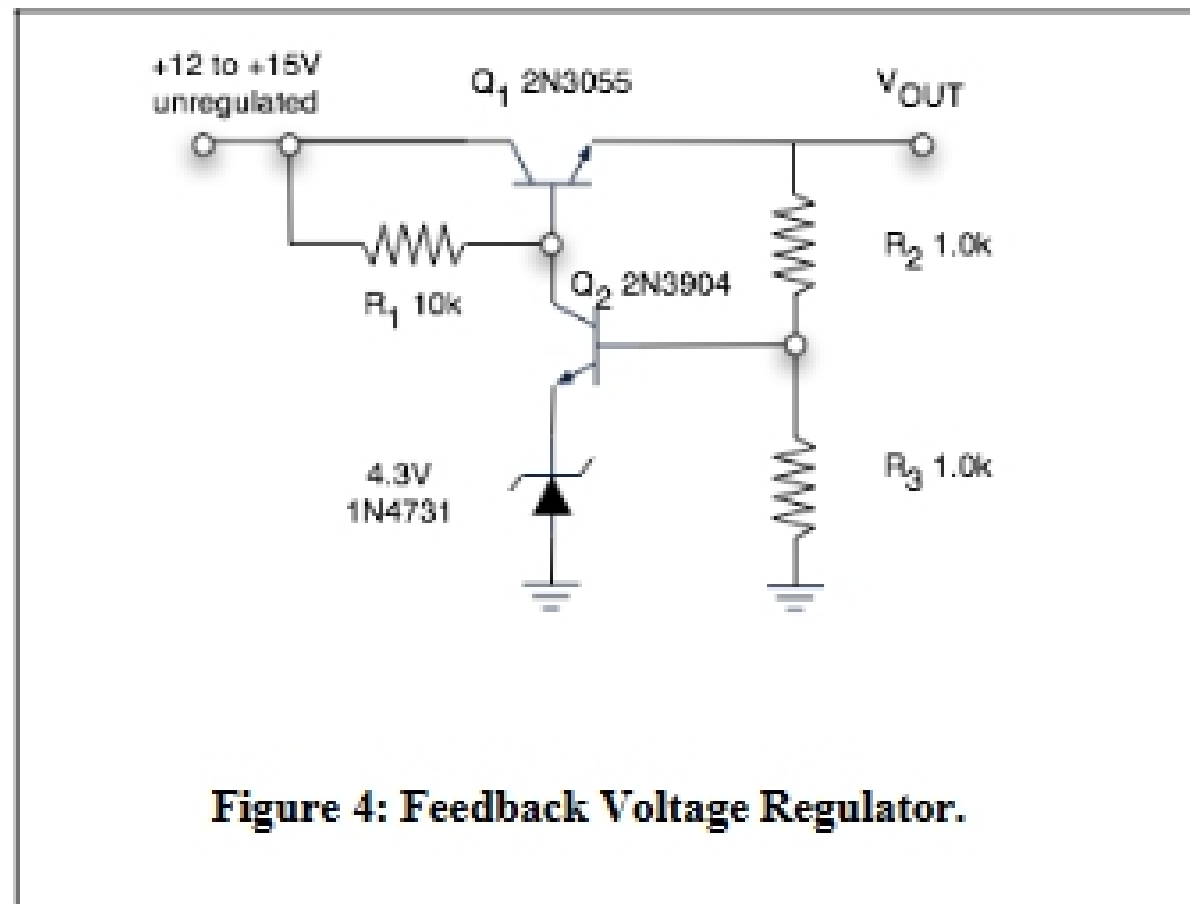 +12 to +15V
unregulated
Q1 2N3055
VOUT
R1 10k
Q2 2N3904
R2 1.0k
4.3V
1N4731
R3 1.0k
Figure 4: Feedback Voltage Regulator.